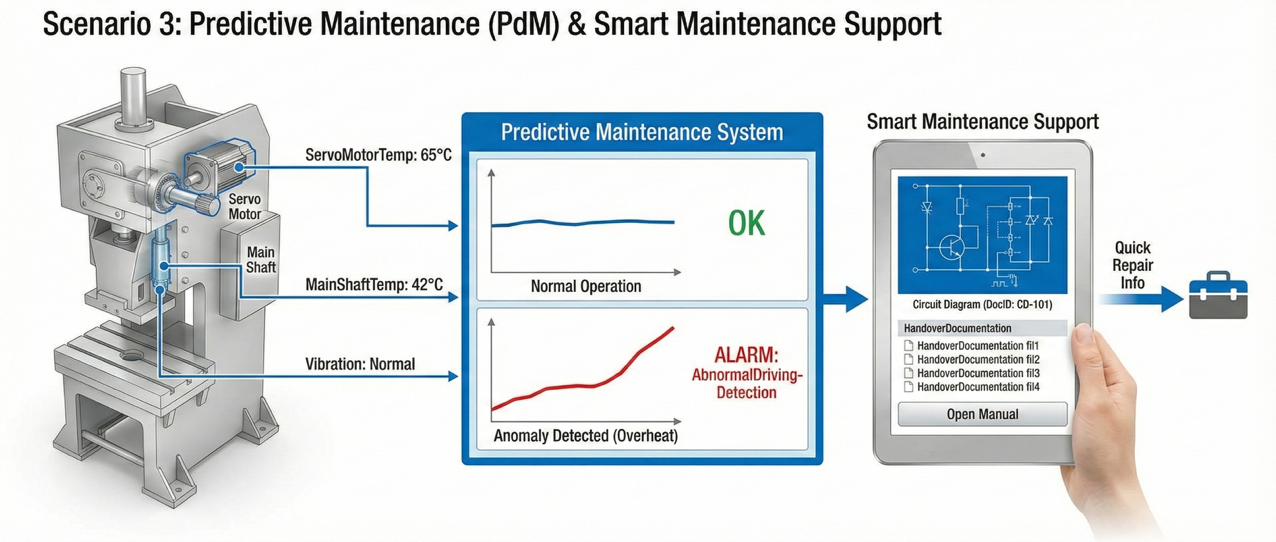 Scenario 3: Predictive Maintenance (PdM) & Smart Maintenance Support
ServoMotorTemp: 65°C
Servo
Motor
Main
Shaft
MainShaftTemp: 42°C
Vibration: Normal
Predictive Maintenance System
OK
Normal Operation
ALARM:
AbnormalDriving-
Detection
Anomaly Detected (Overheat)
Smart Maintenance Support
Circuit Diagram (DocID: CD-101)
HandoverDocumentation
HandoverDocumentation fil1
HandoverDocumentation fil2
HandoverDocumentation fil3
HandoverDocumentation fil4
Open Manual
Quick
Repair
Info